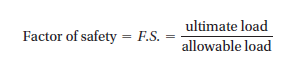 Factor of safety = F.S. = ultimate load / allowable load